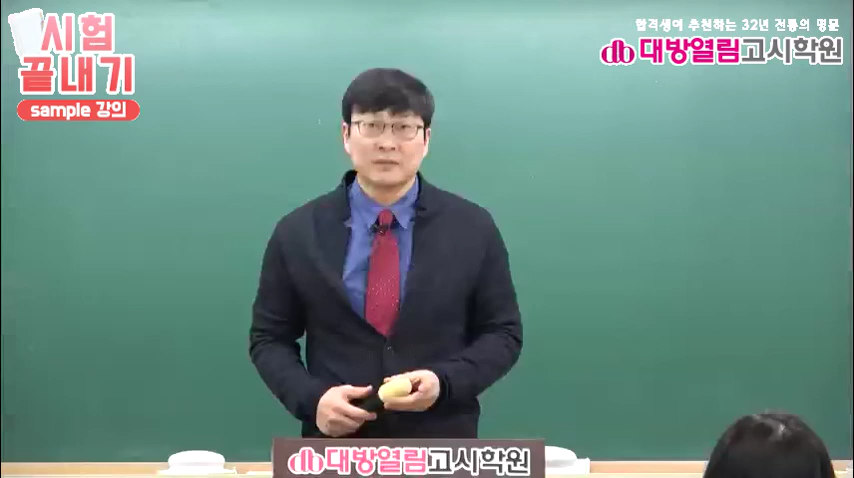 시험
끝내기
sample 강의
합격생이 추천하는 32년 전통의 명문
db 대방열림고시학원
db 대방열림고시학원